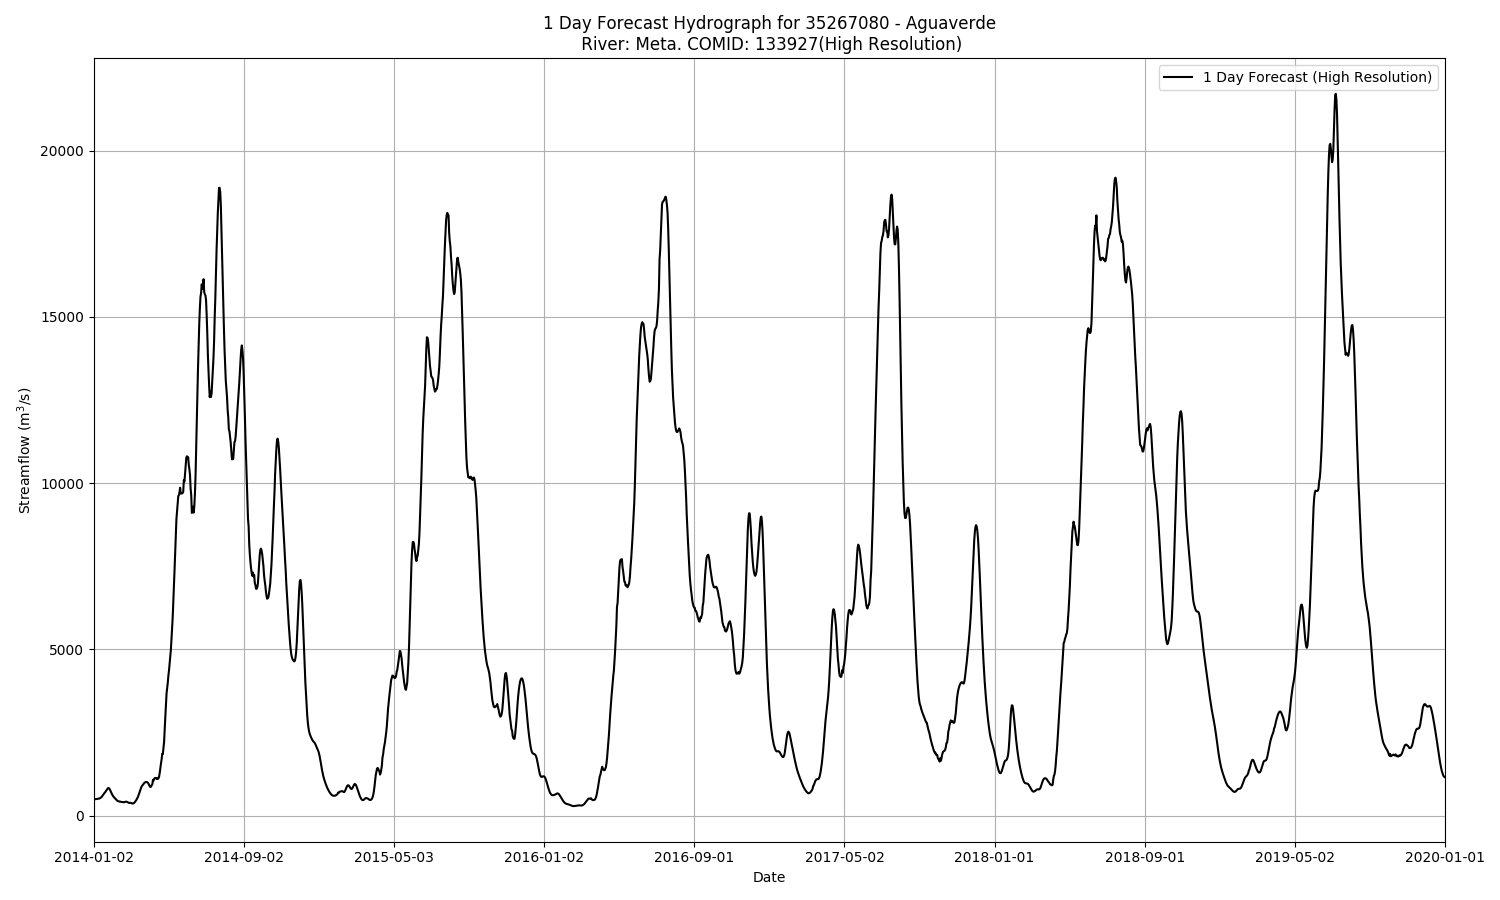 1 Day Forecast Hydrograph for 35267080 - Aguaverde
River: Meta. COMID: 133927(High Resolution)
1 Day Forecast (High Resolution)
Streamflow (m³/s)
20000
15000
10000
5000
0
2014-01-02 2014-09-02 2015-05-03 2016-01-02 2016-09-01 2017-05-02 2018-01-01 2018-09-01 2019-05-02 2020-01-01
Date